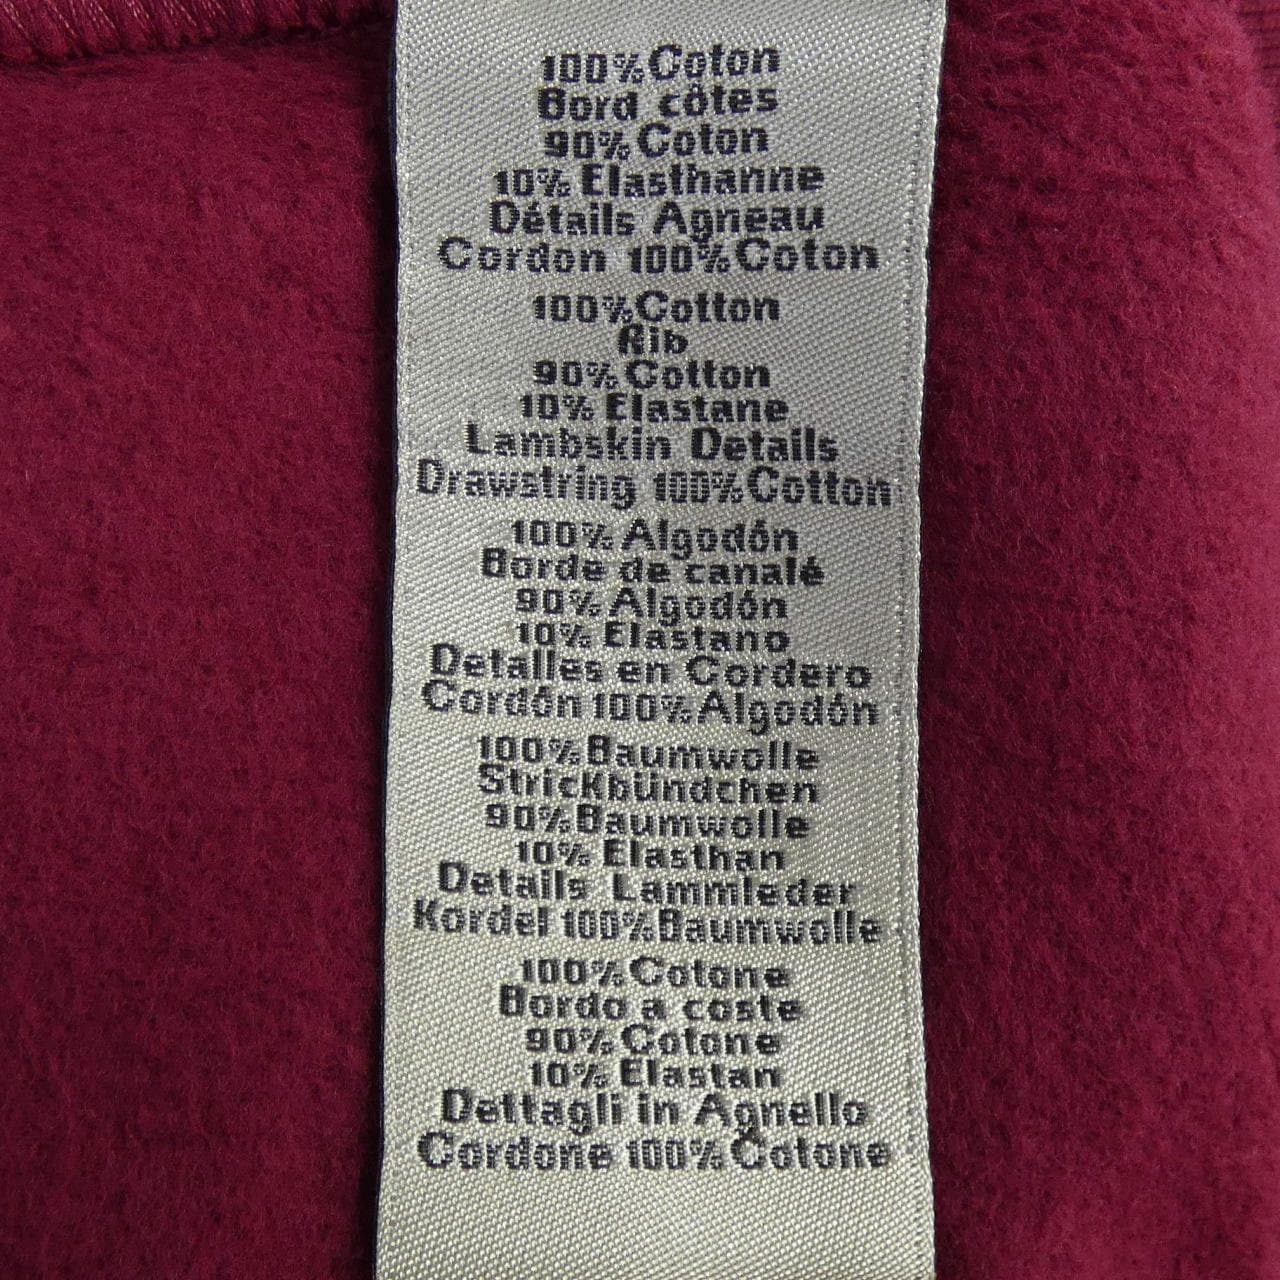 100% Coton
Bord côtes
90% Coton
10% Elasthanne
Détails Agneau
Cordon 100% Coton
100% Cotton
Rib
90% Cotton
10% Elastane
Lambskin Details
Drawstring 100% Cotton
100% Algodón
Borde de canalé
90% Algodón
10% Elastano
Detalles en Cordero
Cordón 100% Algodón
100% Baumwolle
StricKbündchen
90% Baumwolle
10% Elasthan
Details Lammleder
Kordel 100% Baumwolle
100% Cotone
Bordo a coste
90% Cotone
10% Elastan
Dettagli in Agnello
Cordone 100% Cotone